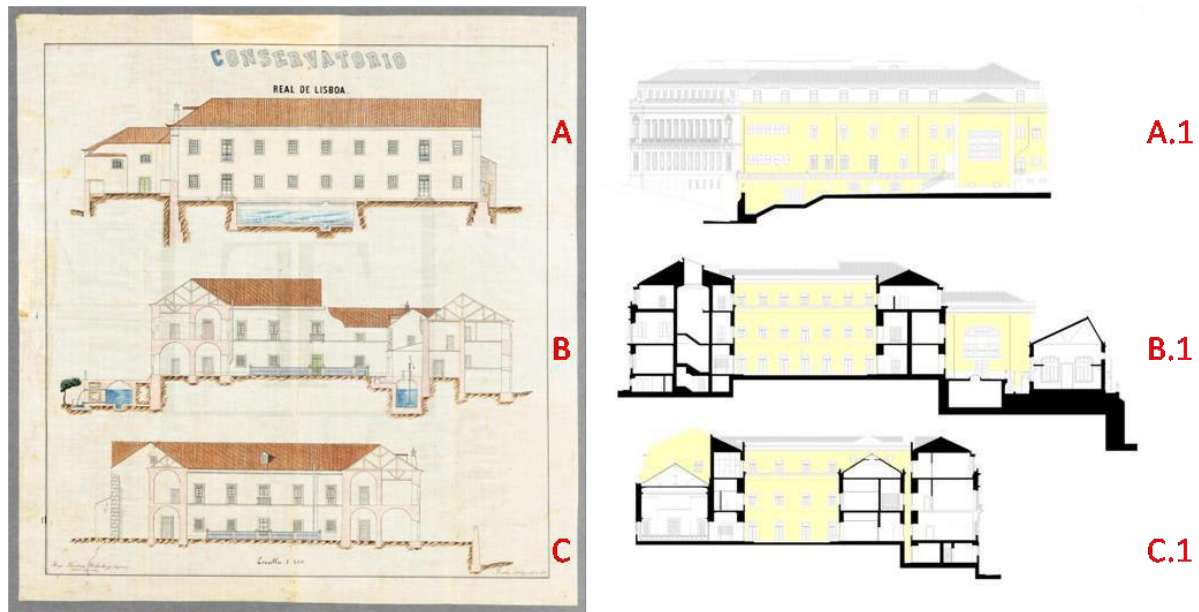 CONSERVATORIO
REAL DE LISBOA.
A
A.1
B
B.1
C
C.1